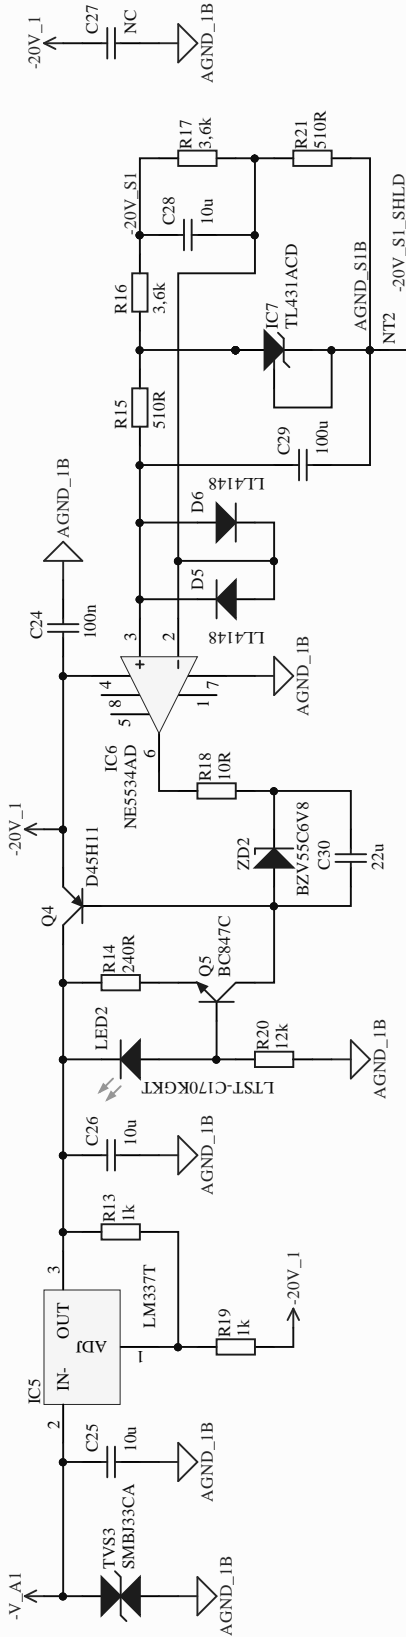 -V_A1
TVS3
SMBJ33CA
AGND_1B
C25
10u
AGND_1B
2
IC5
IN-
OUT
ADJ
3
1
LM337T
R19
1k
-20V_1
R13
1k
C26
10u
AGND_1B
LED2
LTST-C170KGKT
R20
12k
AGND_1B
R14
240R
Q5
BC847C
Q4
D45H11
-20V_1
ZD2
BZV55C6V8
C30
22u
R18
10R
6
IC6
NE5534AD
5
8
4
1
7
3
2
+
−
AGND_1B
C24
100n
AGND_1B
D5
LL4148
D6
LL4148
R15
510R
C29
100u
R16
3,6k
IC7
TL431ACD
-20V_S1
C28
10u
R17
3,6k
R21
510R
AGND_S1B
NT2
-20V_S1_SHLD
-20V_1
C27
NC
AGND_1B